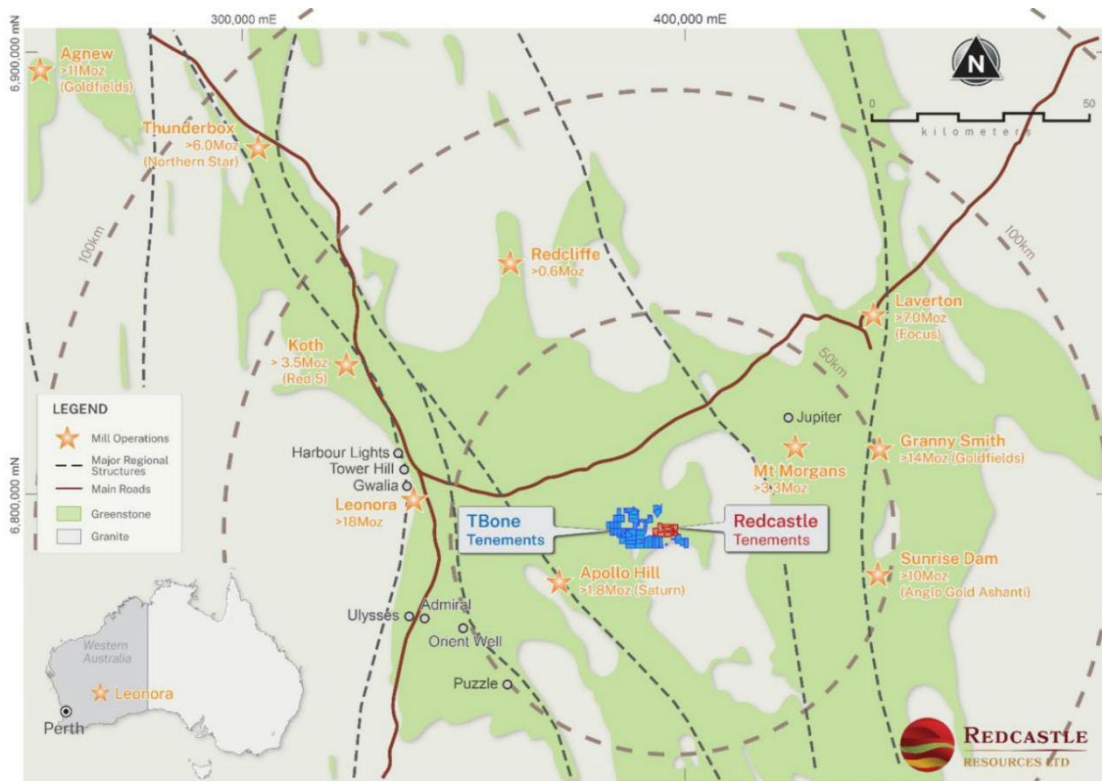 300,000 mE
400,000 mE
6,900,000 mN
Agnew
>11Moz
(Goldfields)
N
0
50
kilometers
Thunderbox
>6.0Moz
(Northern Star)
100km
100km
Redcliffe
>0.6Moz
Laverton
>7.0Moz
(Focus)
Koth
> 3.5Moz
(Red 5)
50km
LEGEND
Mill Operations
Major Regional
Structures
Main Roads
Greenstone
Granite
Jupiter
Harbour Lights
Tower Hill
Gwalia
Mt Morgans
>3.3Moz
Granny Smith
>14Moz (Goldfields)
6,800,000 mN
Leonora
>18Moz
TBone
Tenements
Redcastle
Tenements
Apollo Hill
>1.8Moz (Saturn)
Sunrise Dam
>10Moz
(Anglo Gold Ashanti)
Ulysses
Admiral
Orient Well
Puzzle
Western
Australia
Leonora
Perth
REDCASTLE
RESOURCES LTD